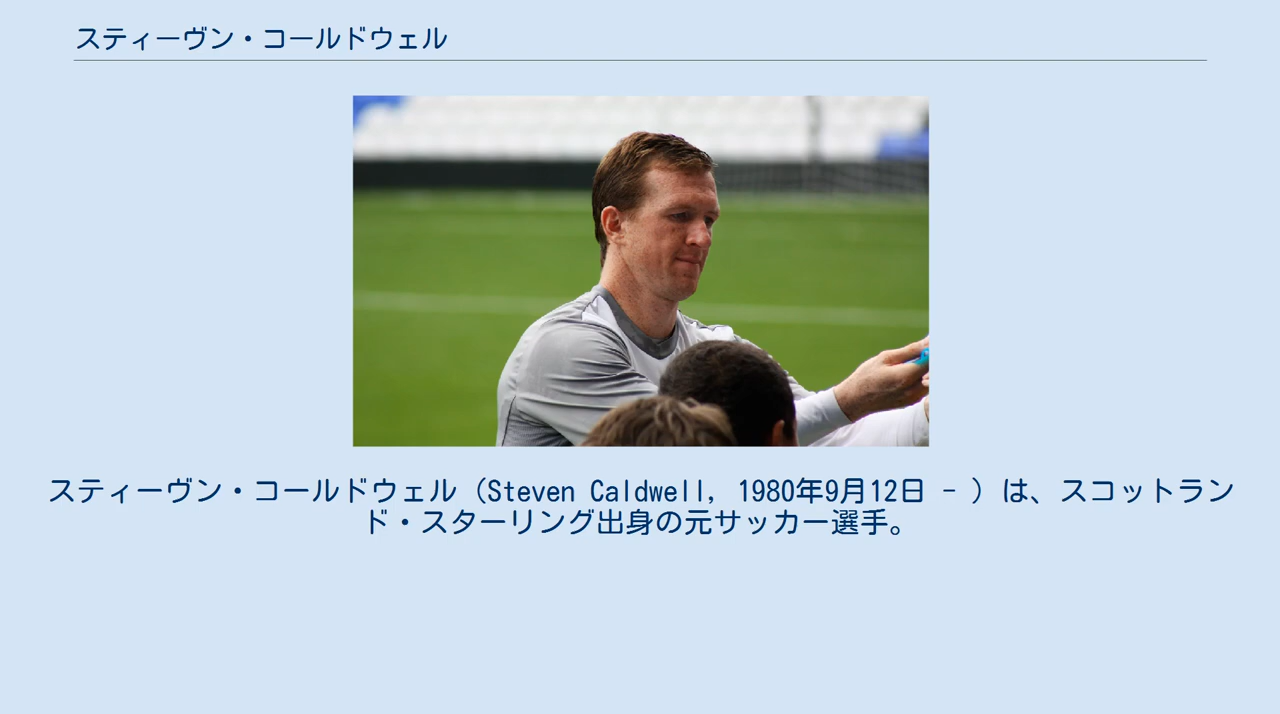 スティーヴン・コールドウェル
スティーヴン・コールドウェル（Steven Caldwell, 1980年9月12日 - ）は、スコットラン
ド・スターリング出身の元サッカー選手。